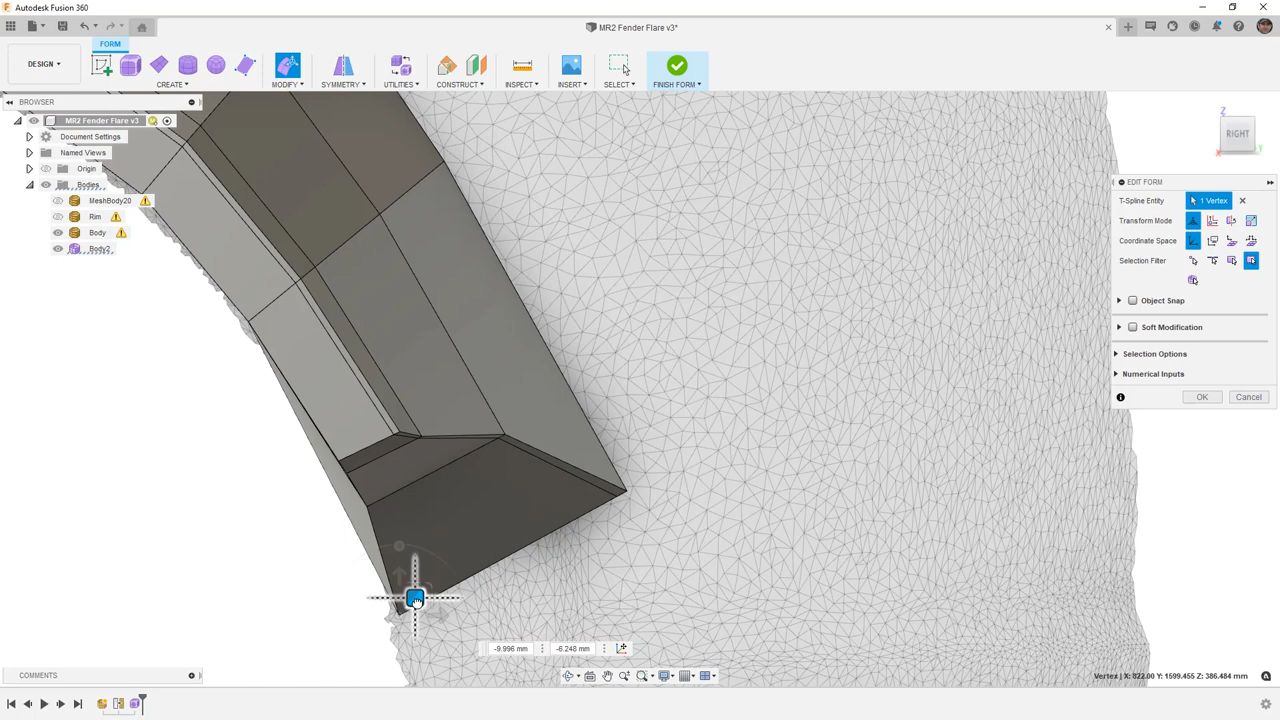 Autodesk Fusion 360
MR2 Fender Flare v3*
FORM
DESIGN
CREATE
MODIFY
SYMMETRY
UTILITIES
CONSTRUCT
INSPECT
INSERT
SELECT
FINISH FORM
BROWSER
MR2 Fender Flare v3
Document Settings
Named Views
Origin
Bodies
MeshBody20
Rim
Body
Body2
Z
RIGHT
X
Y
EDIT FORM
T-Spline Entity
1 Vertex
Transform Mode
Coordinate Space
Selection Filter
Object Snap
Soft Modification
Selection Options
Numerical Inputs
OK
Cancel
-9.996 mm
-6.248 mm
COMMENTS
Vertex | X: 822.00 Y: 1599.455 Z: 386.484 mm